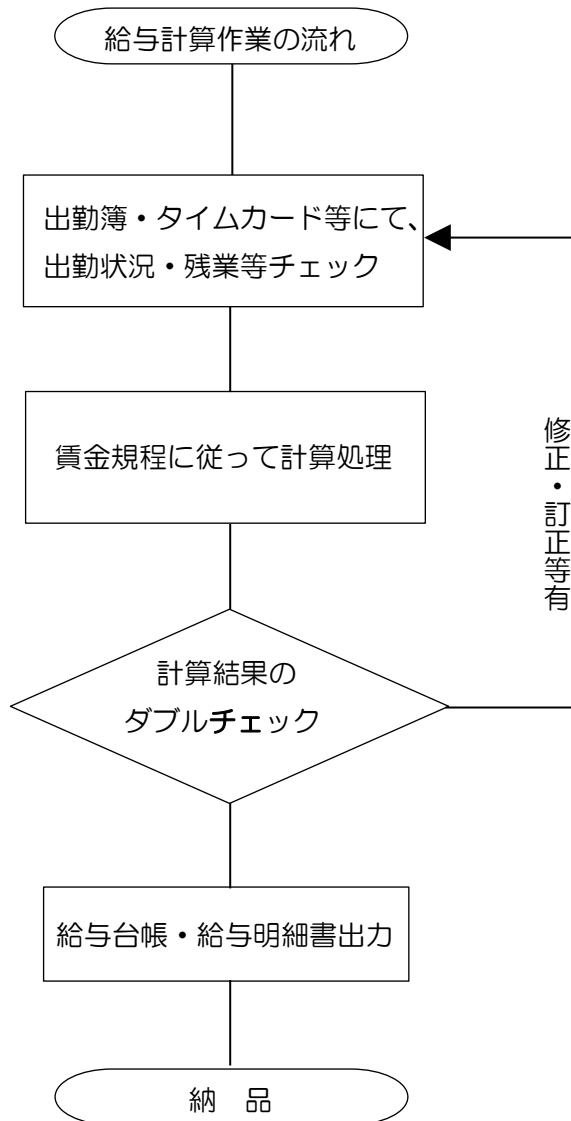 給与計算作業の流れ
出勤簿・タイムカード等にて、
出勤状況・残業等チェック
賃金規程に従って計算処理
修正・訂正等有
計算結果の
ダブルチェック
給与台帳・給与明細書出力
納　品